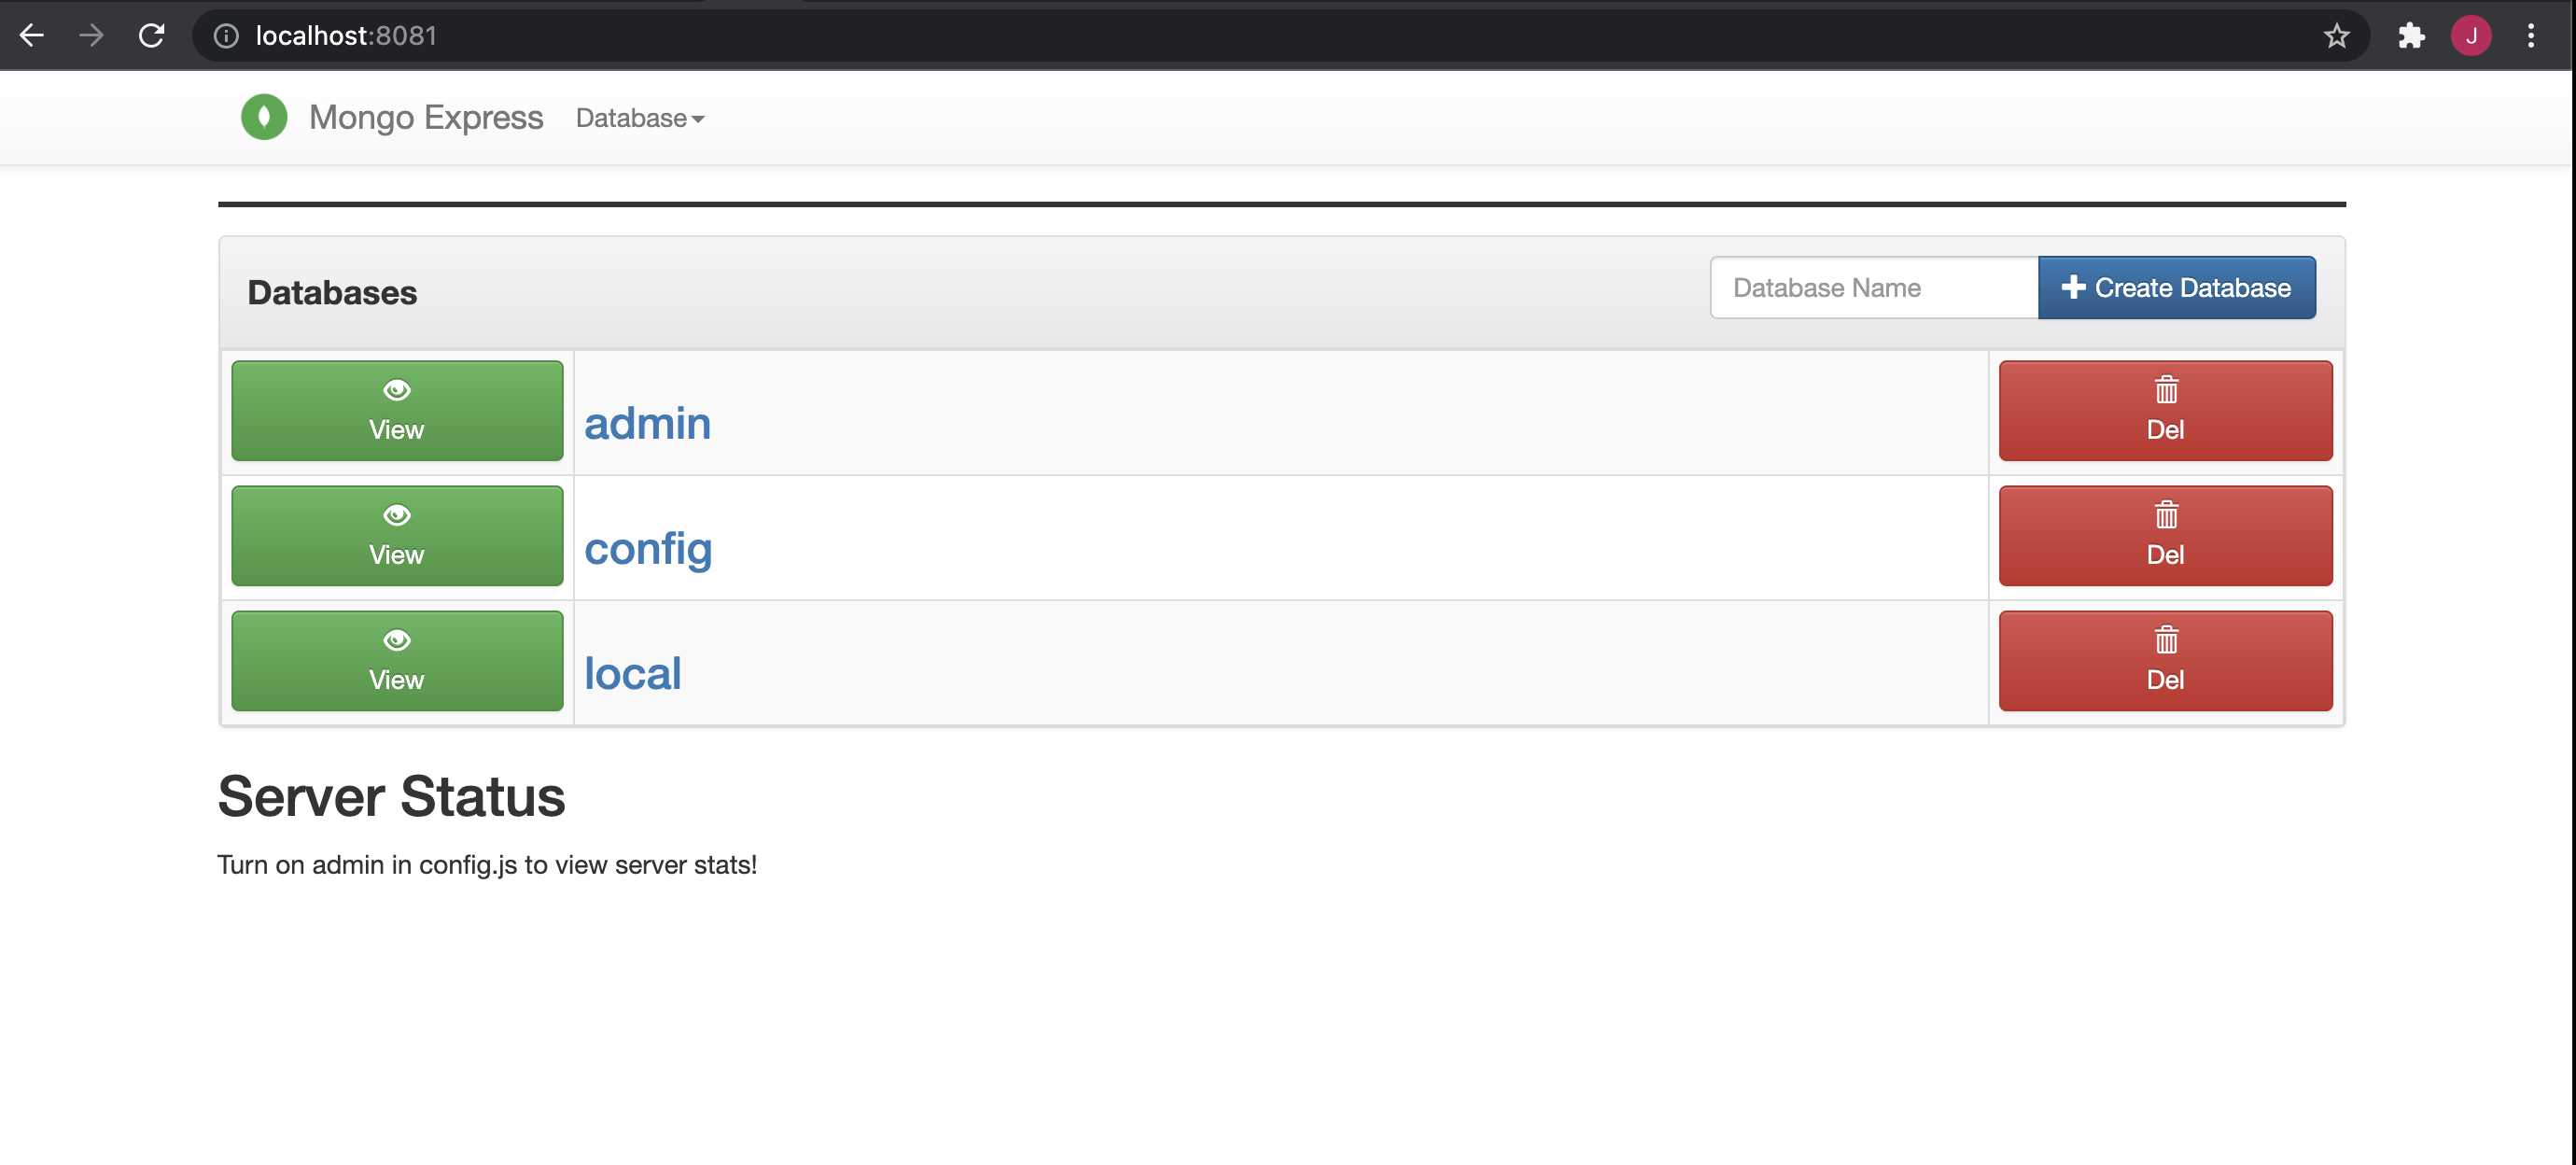 localhost:8081
J
Mongo Express Database
Databases
Database Name
Create Database
View
admin
Del
View
config
Del
View
local
Del
Server Status
Turn on admin in config.js to view server stats!